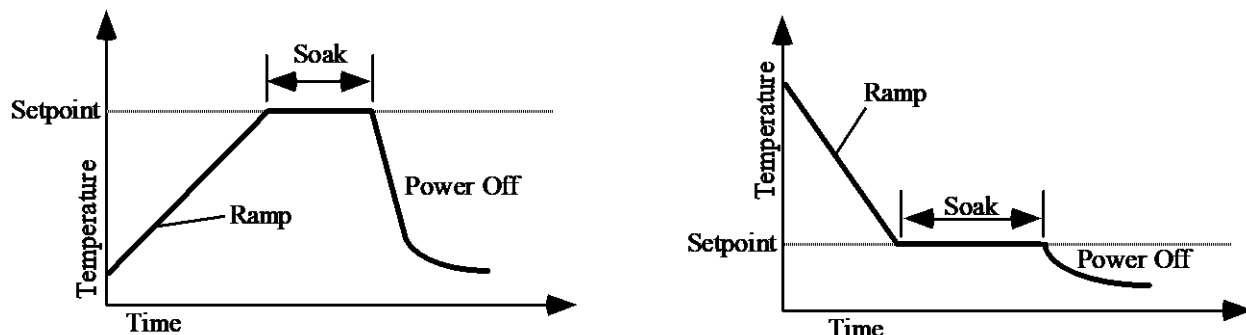 Soak
Setpoint
Temperature
Ramp
Power Off
Time
Temperature
Ramp
Soak
Setpoint
Power Off
Time